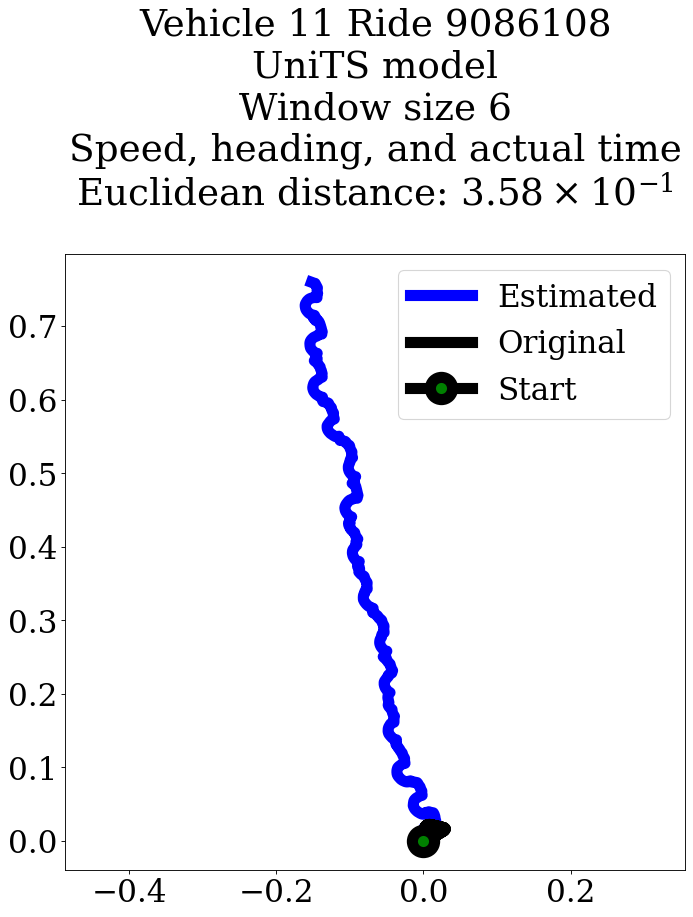 Vehicle 11 Ride 9086108
UniTS model
Window size 6
Speed, heading, and actual time
Euclidean distance: 3.58 × 10⁻¹
Estimated
Original
Start
0.7
0.6
0.5
0.4
0.3
0.2
0.1
0.0
−0.4
−0.2
0.0
0.2